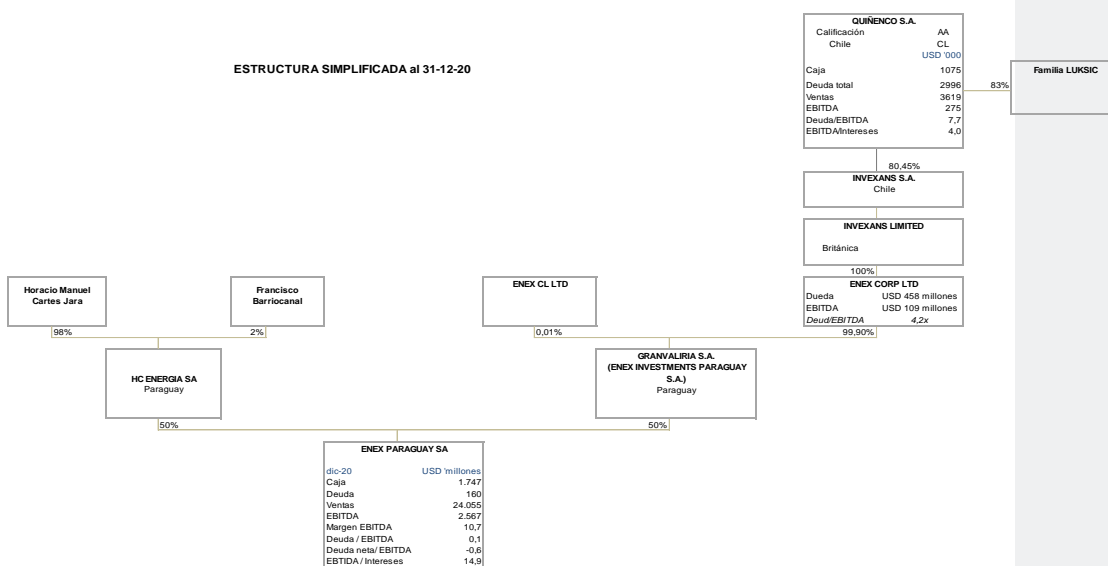 ESTRUCTURA SIMPLIFICADA al 31-12-20
QUIÑENCO S.A.
Calificación AA
Chile CL
USD '000
Caja 1075
Deuda total 2996
Ventas 3619
EBITDA 275
Deuda/EBITDA 7,7
EBITDA/Intereses 4,0
83%
Familia LUKSIC
80,45%
INVEXANS S.A.
Chile
INVEXANS LIMITED
Británica
100%
Horacio Manuel
Cartes Jara
Francisco
Barriocanal
ENEX CL LTD
ENEX CORP LTD
Dueda USD 458 millones
EBITDA USD 109 millones
Deud/EBITDA 4,2x
98%
2%
0,01%
99,90%
HC ENERGIA SA
Paraguay
GRANVALIRIA S.A.
(ENEX INVESTMENTS PARAGUAY
S.A.)
Paraguay
50%
50%
ENEX PARAGUAY SA
dic-20 USD 'millones
Caja 1.747
Deuda 160
Ventas 24.055
EBITDA 2.567
Margen EBITDA 10,7
Deuda / EBITDA 0,1
Deuda neta/ EBITDA -0,6
EBTIDA / Intereses 14,9